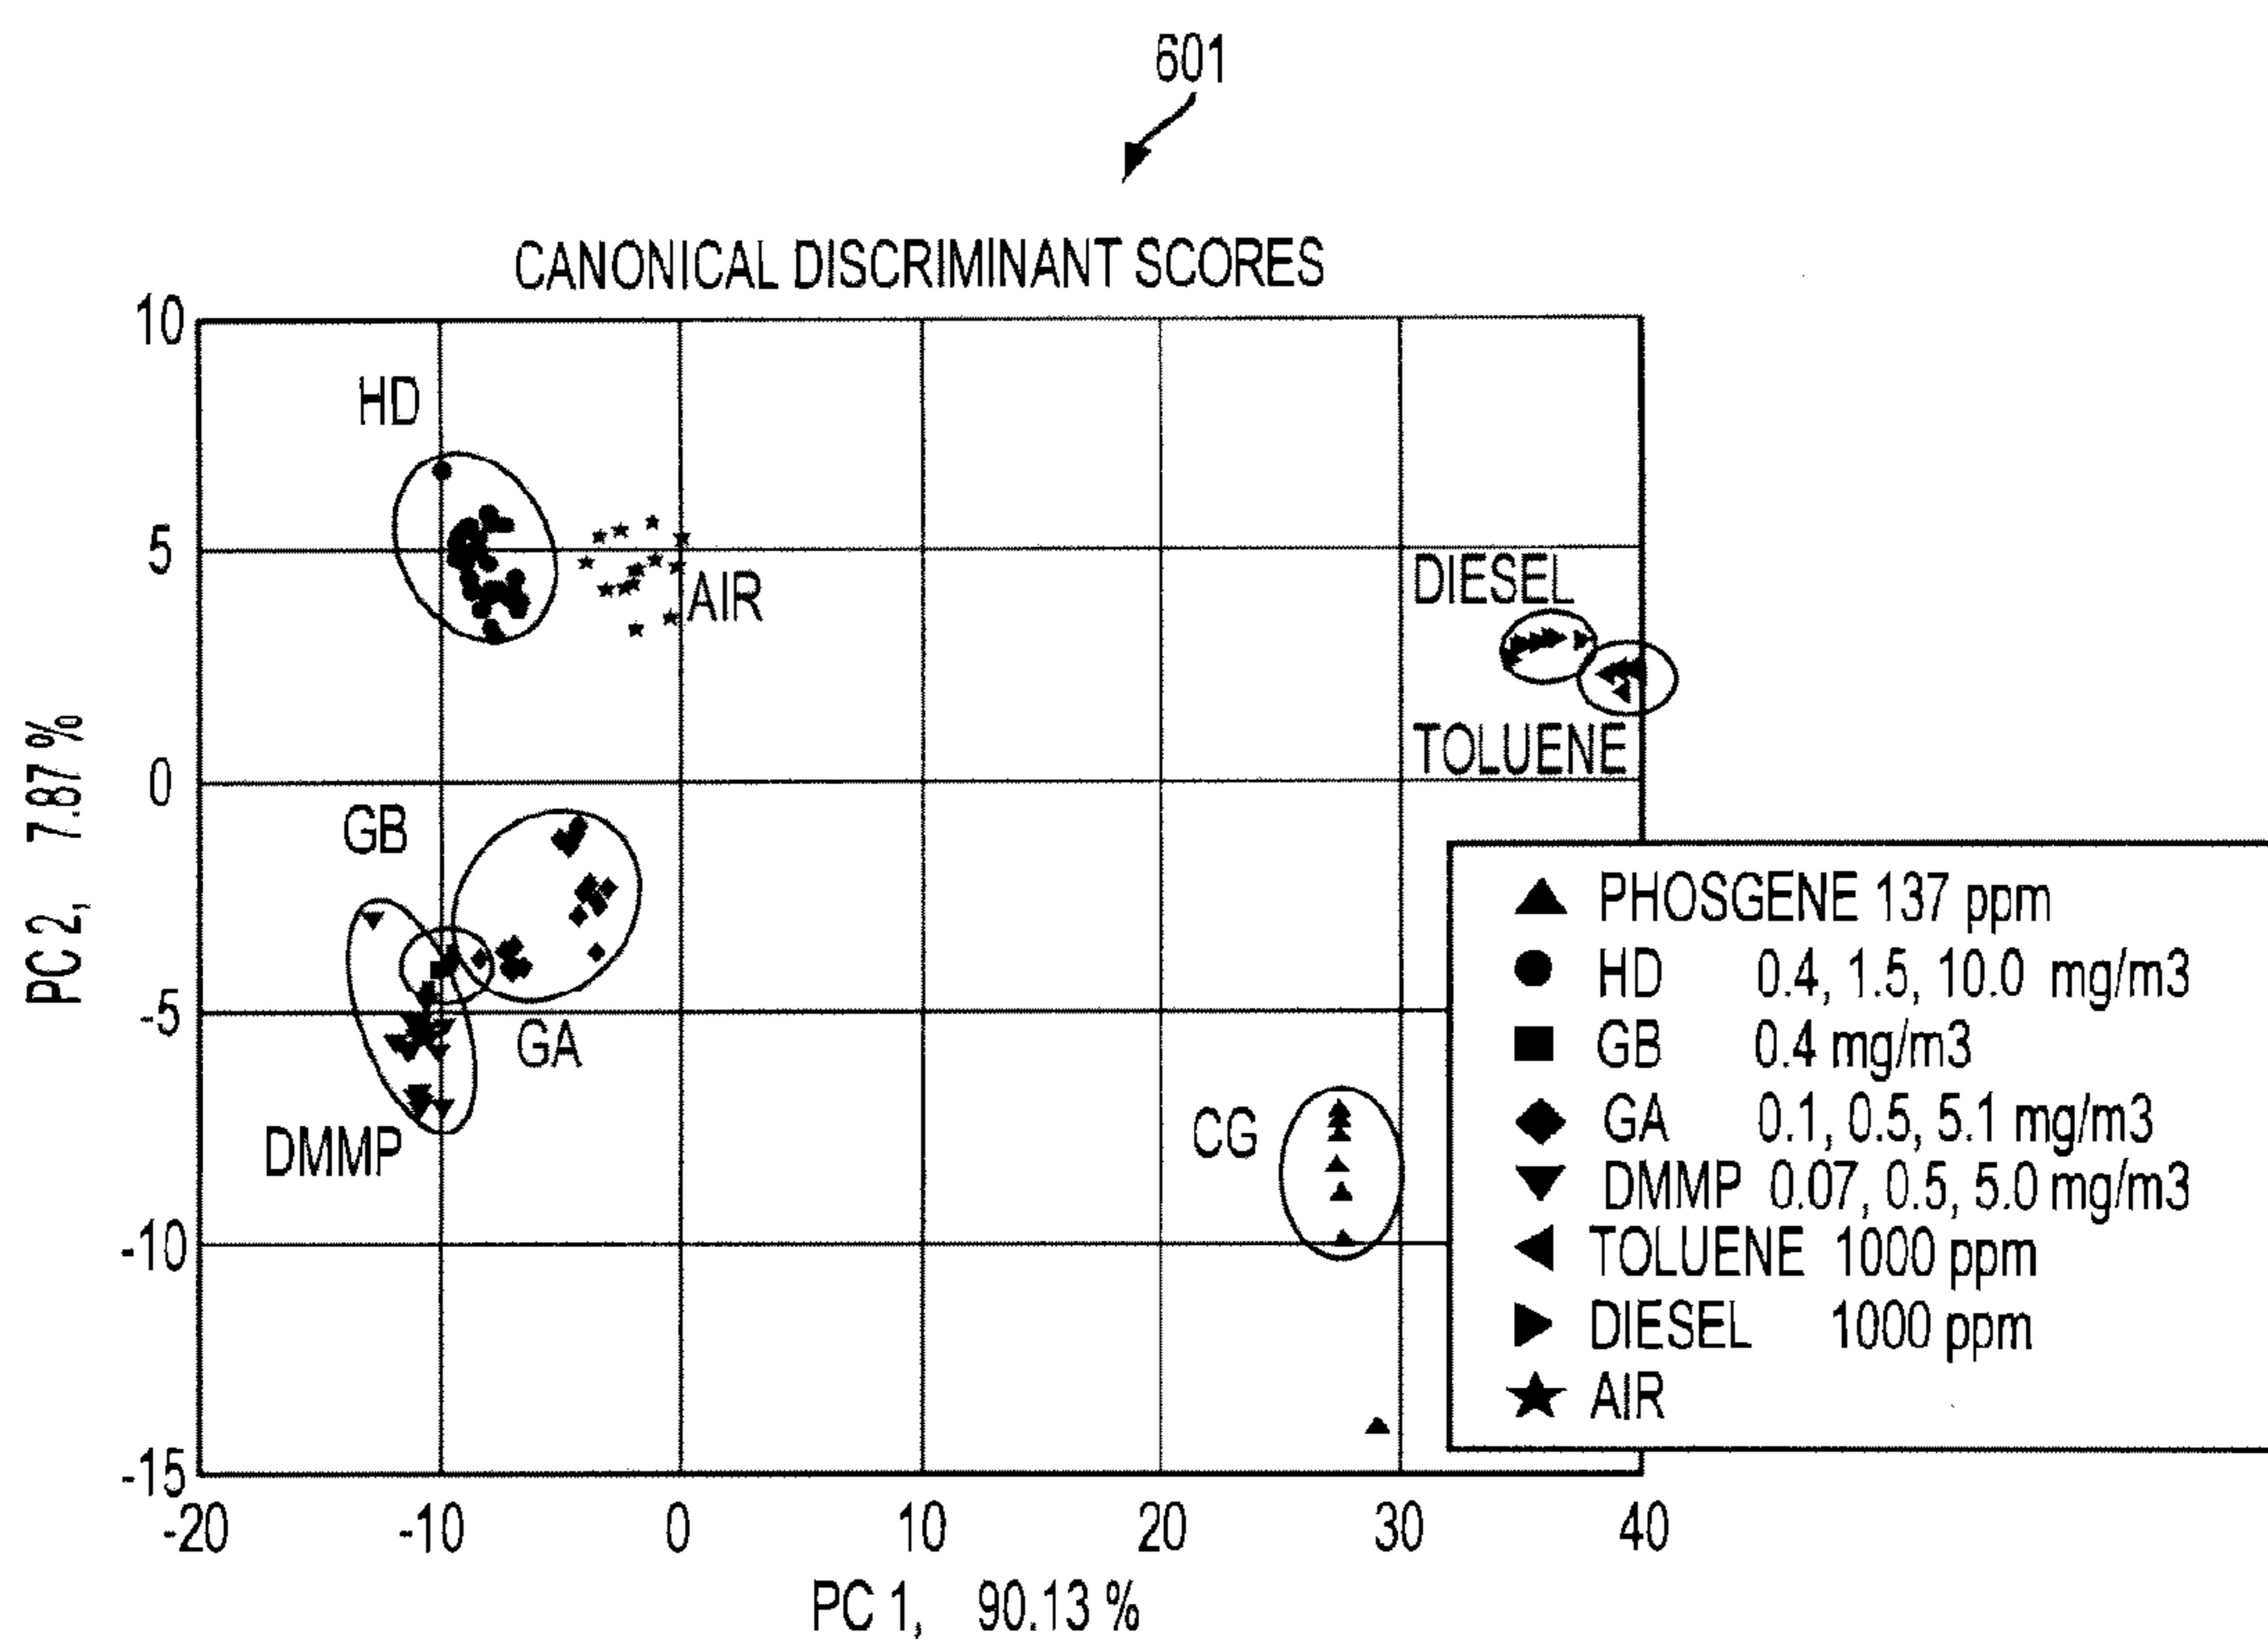 601
CANONICAL DISCRIMINANT SCORES
10
5
0
-5
-10
-15
PC 2, 7.87 %
HD
AIR
DIESEL
TOLUENE
GB
GA
DMMP
CG
PHOSGENE 137 ppm
HD 0.4, 1.5, 10.0 mg/m3
GB 0.4 mg/m3
GA 0.1, 0.5, 5.1 mg/m3
DMMP 0.07, 0.5, 5.0 mg/m3
TOLUENE 1000 ppm
DIESEL 1000 ppm
AIR
-20 -10 0 10 20 30 40
PC 1, 90.13 %